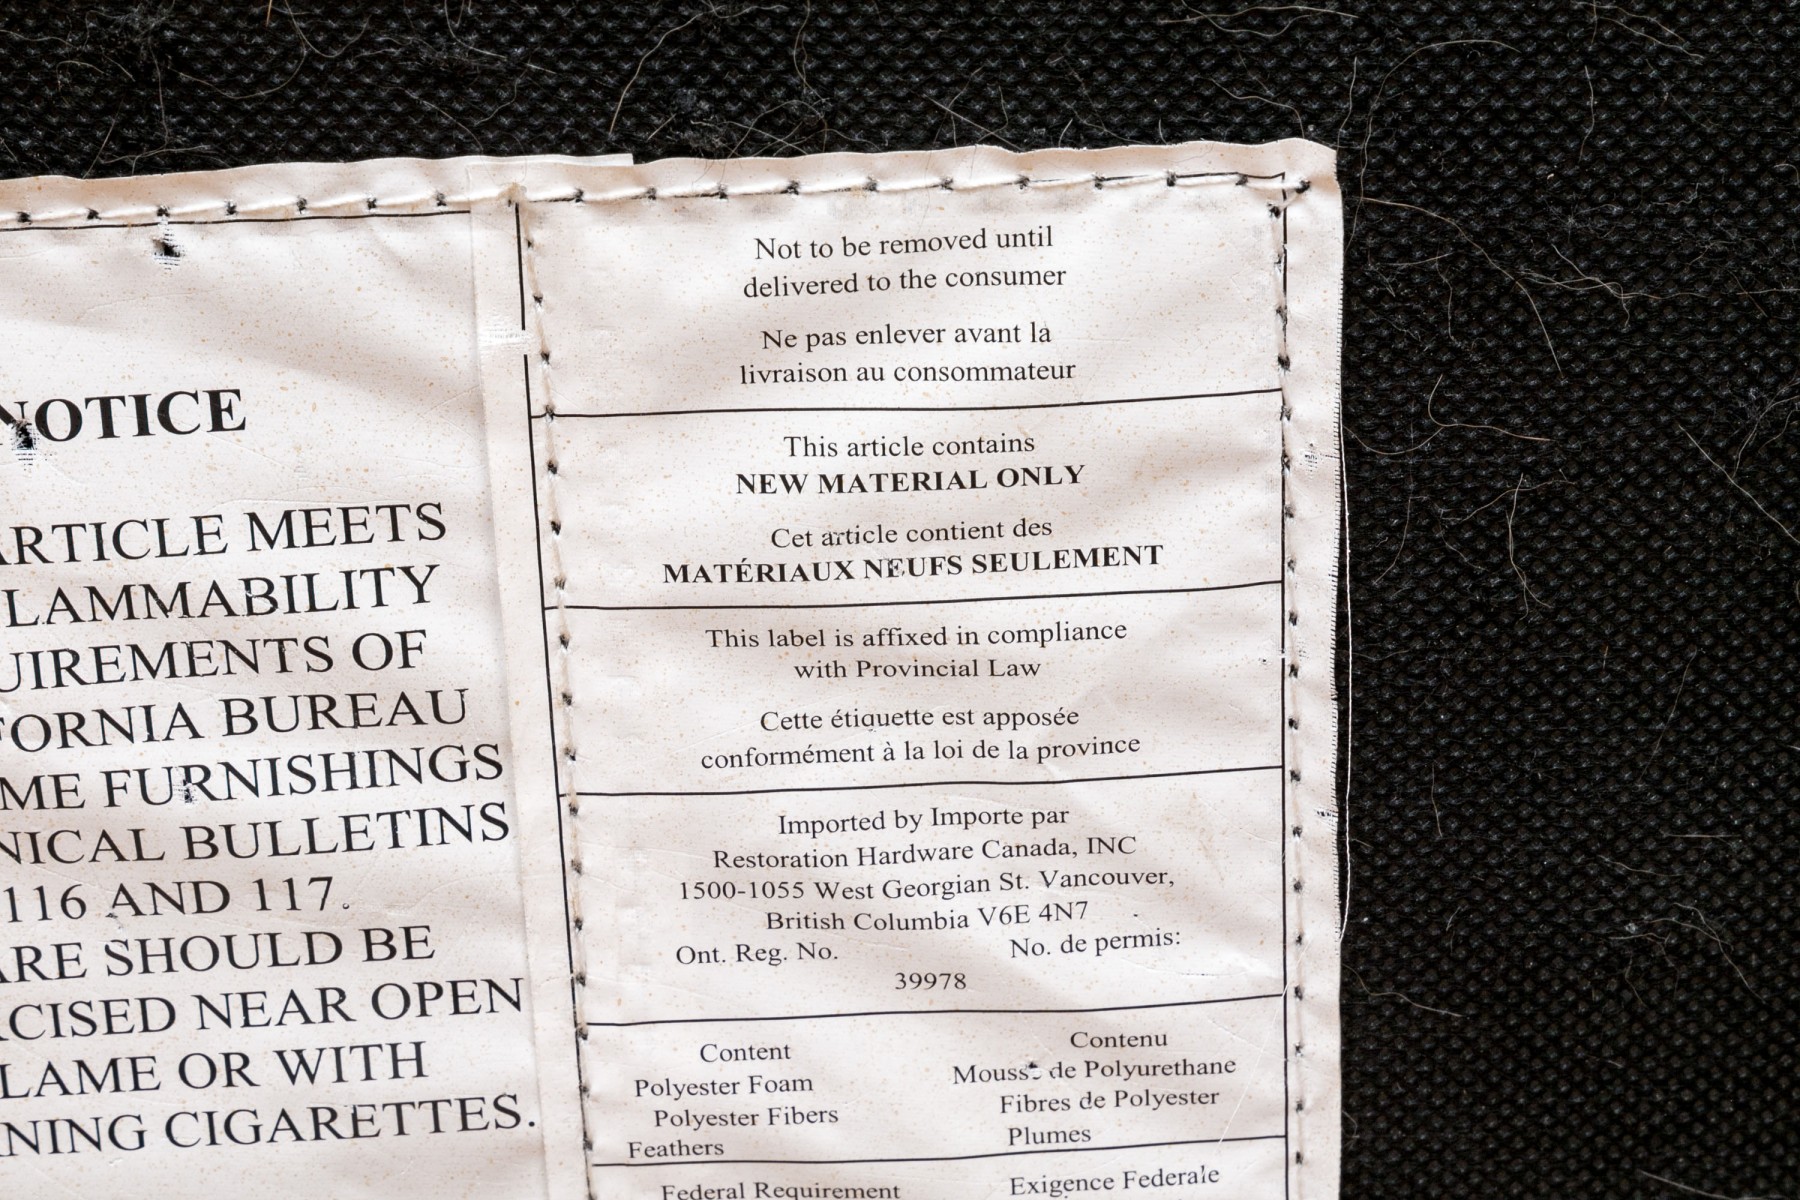 NOTICE
ARTICLE MEETS
LAMMABILITY
UIREMENTS OF
FORNIA BUREAU
ME FURNISHINGS
NICAL BULLETINS
116 AND 117.
ARE SHOULD BE
RCISED NEAR OPEN
LAME OR WITH
NING CIGARETTES.
Not to be removed until
delivered to the consumer
Ne pas enlever avant la
livraison au consommateur
This article contains
NEW MATERIAL ONLY
Cet article contient des
MATÉRIAUX NEUFS SEULEMENT
This label is affixed in compliance
with Provincial Law
Cette étiquette est apposée
conformément à la loi de la province
Imported by Importe par
Restoration Hardware Canada, INC
1500-1055 West Georgian St. Vancouver,
British Columbia V6E 4N7
Ont. Reg. No. No. de permis:
39978
Content Contenu
Polyester Foam Mousse de Polyurethane
Polyester Fibers Fibres de Polyester
Feathers Plumes
Federal Requirement Exigence Federale